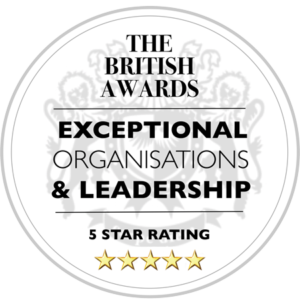 THE
BRITISH
AWARDS
EXCEPTIONAL
ORGANISATIONS
& LEADERSHIP
5 STAR RATING